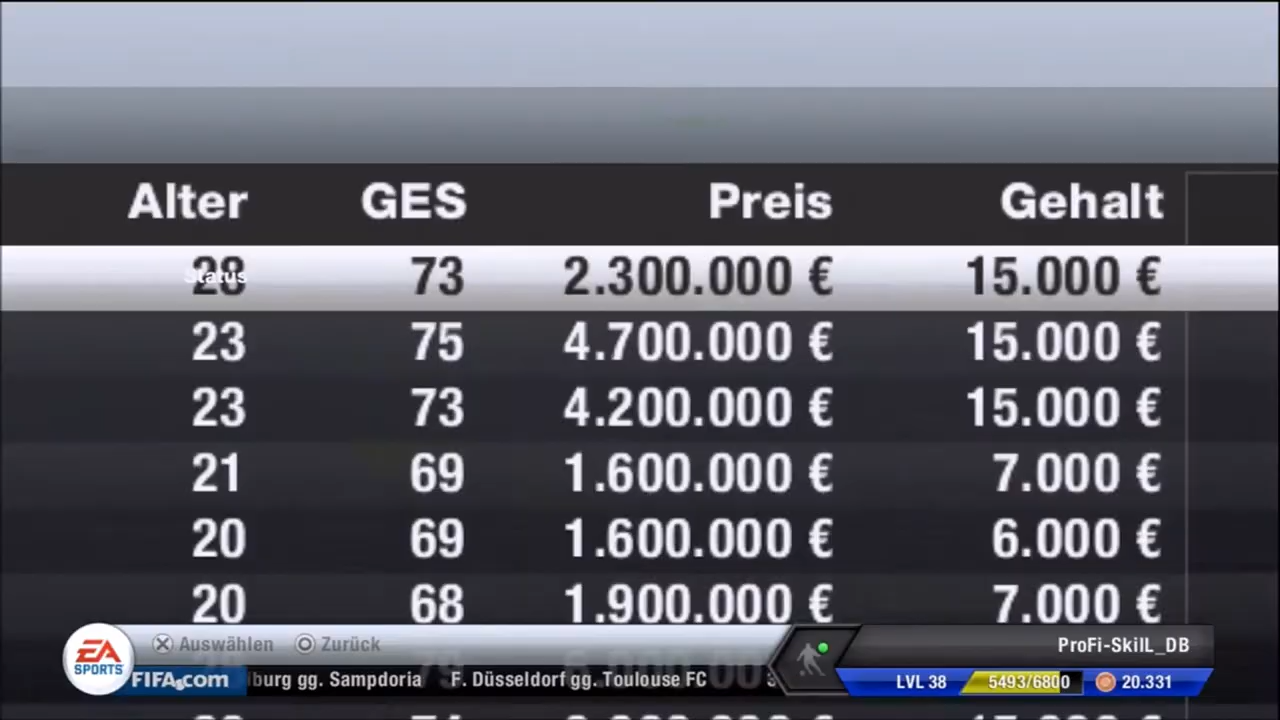 Alter GES Preis Gehalt
28 73 2.300.000 € 15.000 €
Status
23 75 4.700.000 € 15.000 €
23 73 4.200.000 € 15.000 €
21 69 1.600.000 € 7.000 €
20 69 1.600.000 € 6.000 €
20 68 1.900.000 € 7.000 €
Auswählen Zurück
ProFi-SkilL_DB
EA SPORTS
FIFA.com lburg gg. Sampdoria F. Düsseldorf gg. Toulouse FC
LVL 38 5493/6800 20.331